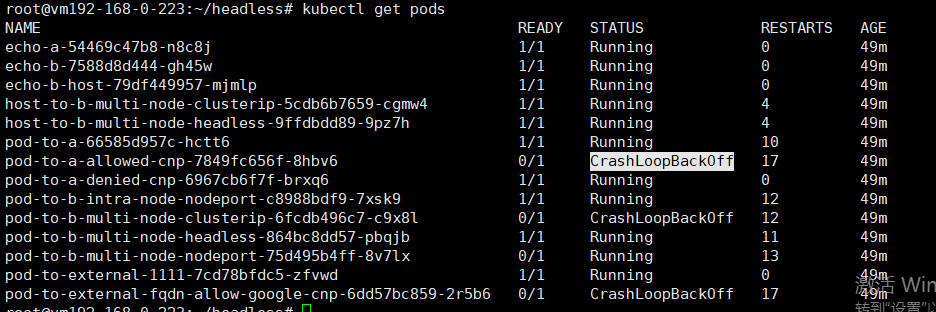 root@vm192-168-0-223:~/headless# kubectl get pods
NAME READY STATUS RESTARTS AGE
echo-a-54469c47b8-n8c8j 1/1 Running 0 49m
echo-b-7588d8d444-gh45w 1/1 Running 0 49m
echo-b-host-79df449957-mjmlp 1/1 Running 0 49m
host-to-b-multi-node-clusterip-5cdb6b7659-cgmw4 1/1 Running 4 49m
host-to-b-multi-node-headless-9ffdbdd89-9pz7h 1/1 Running 4 49m
pod-to-a-66585d957c-hctt6 1/1 Running 10 49m
pod-to-a-allowed-cnp-7849fc656f-8hbv6 0/1 CrashLoopBackOff 17 49m
pod-to-a-denied-cnp-6967cb6f7f-brxq6 1/1 Running 0 49m
pod-to-b-intra-node-nodeport-c8988bdf9-7xsk9 1/1 Running 12 49m
pod-to-b-multi-node-clusterip-6fcdb496c7-c9x8l 0/1 CrashLoopBackOff 12 49m
pod-to-b-multi-node-headless-864bc8dd57-pbqjb 1/1 Running 11 49m
pod-to-b-multi-node-nodeport-75d495b4ff-8v7lx 0/1 Running 13 49m
pod-to-external-1111-7cd78bfdc5-zfvwd 1/1 Running 0 49m
pod-to-external-fqdn-allow-google-cnp-6dd57bc859-2r5b6 0/1 CrashLoopBackOff 17 49m
root@vm192-168-0-223:~/headless#
激活 Win
转到"设置"以